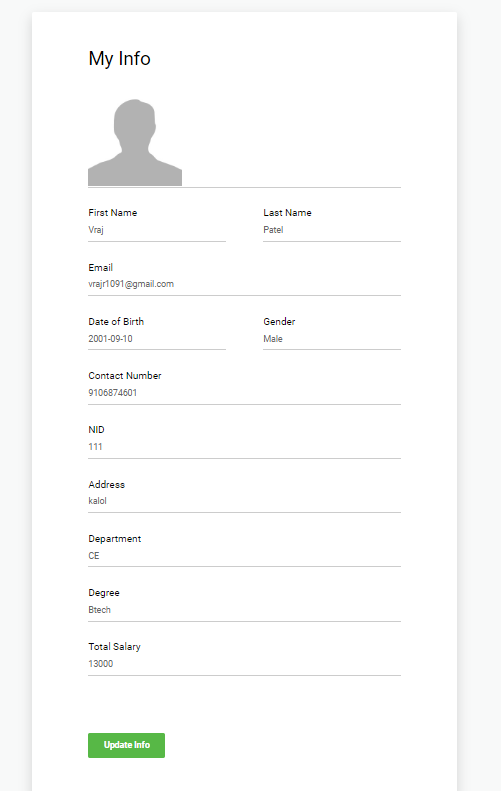 My Info
First Name Last Name
Vraj Patel
Email
vrajr1091@gmail.com
Date of Birth Gender
2001-09-10 Male
Contact Number
9106874601
NID
111
Address
kalol
Department
CE
Degree
Btech
Total Salary
13000
Update Info